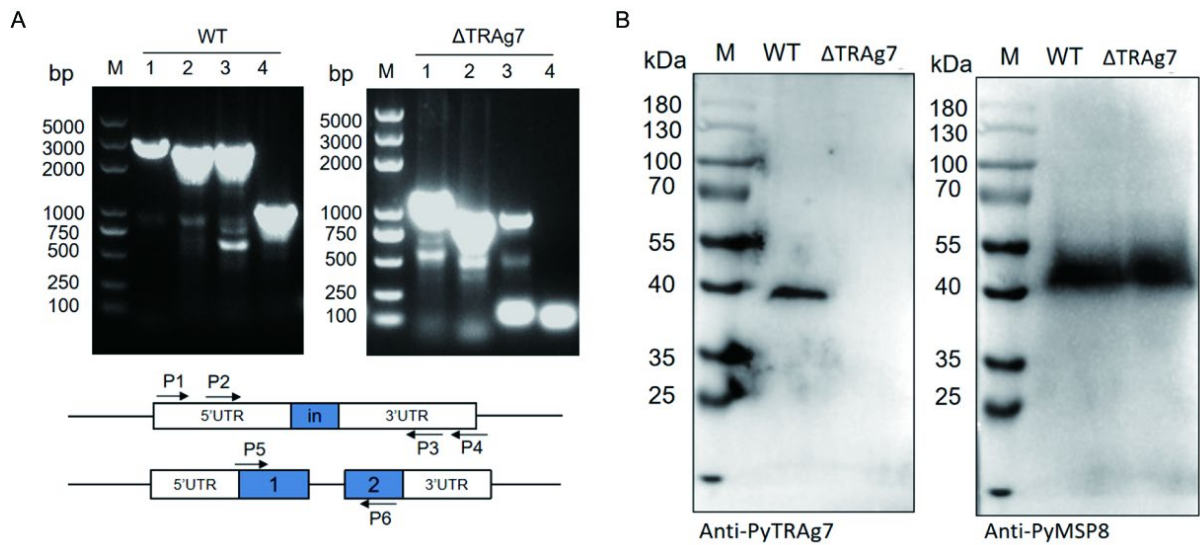 A
WT
bp M 1 2 3 4
5000
3000
2000
1000
750
500
250
100
ΔTRAg7
bp M 1 2 3 4
5000
3000
2000
1000
750
500
250
100
P1 P2
5'UTR in 3'UTR
P3 P4
P5
5'UTR 1 2 3'UTR
P6
B
kDa M WT ΔTRAg7
180
130
100
70
55
40
35
25
Anti-PyTRAg7
kDa M WT ΔTRAg7
180
130
100
70
55
40
35
25
Anti-PyMSP8